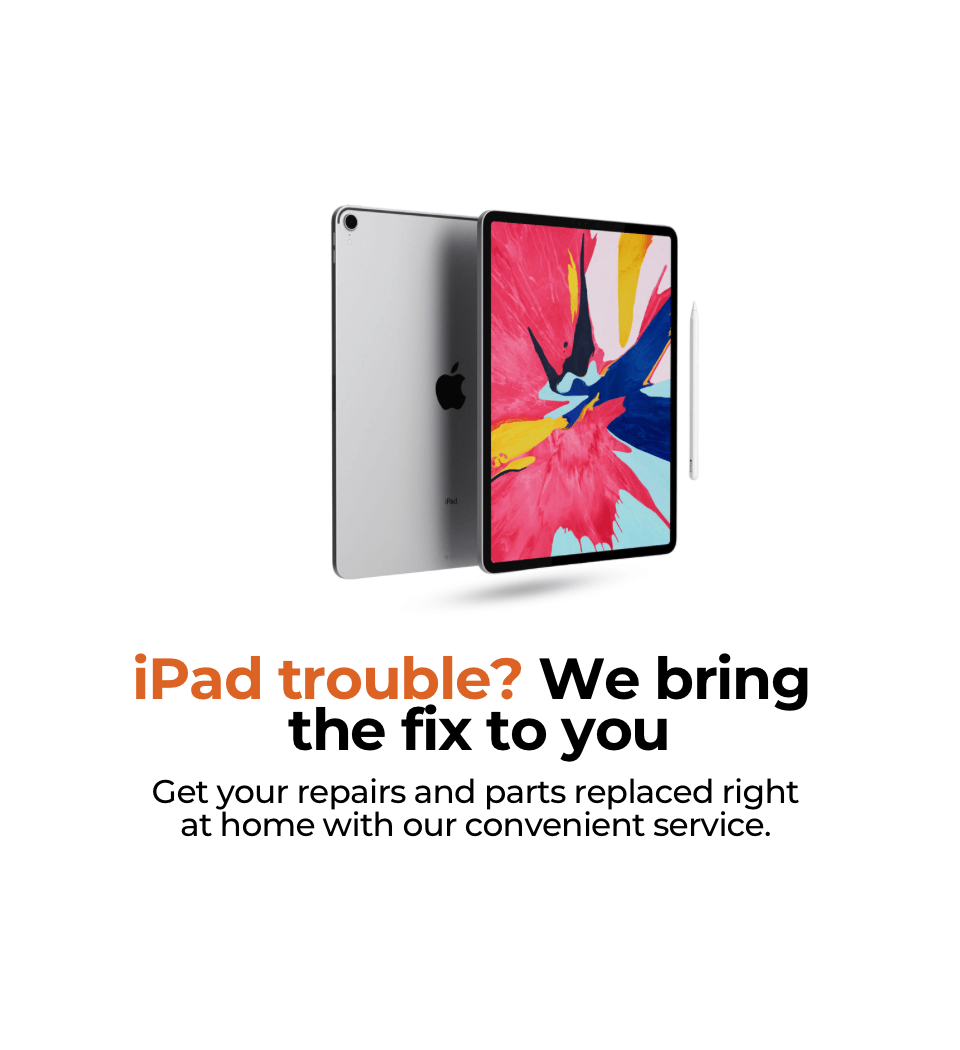 iPad
iPad trouble? We bring
the fix to you
Get your repairs and parts replaced right
at home with our convenient service.